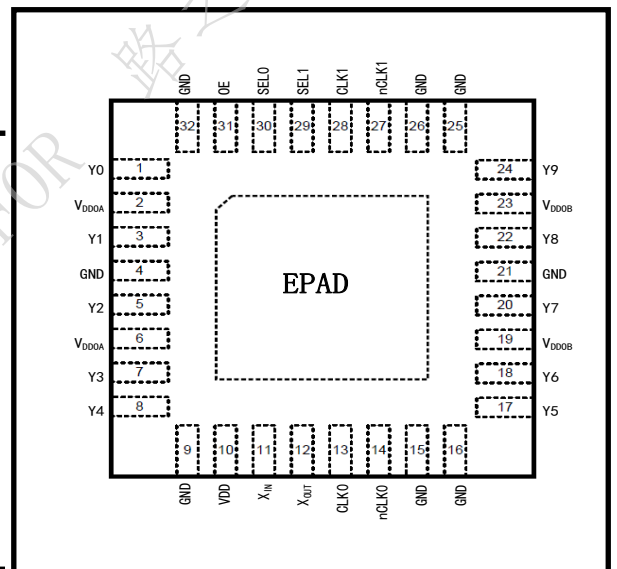 GND OE SEL0 SEL1 CLK1 nCLK1 GND GND
32 31 30 29 28 27 26 25
Y0 1 24 Y9
VDDOA 2 23 VDDOB
Y1 3 22 Y8
GND 4 21 GND
EPAD
Y2 5 20 Y7
VDDOA 6 19 VDDOB
Y3 7 18 Y6
Y4 8 17 Y5
9 10 11 12 13 14 15 16
GND VDD XIN XOUT CLK0 nCLK0 GND GND
路
TOR